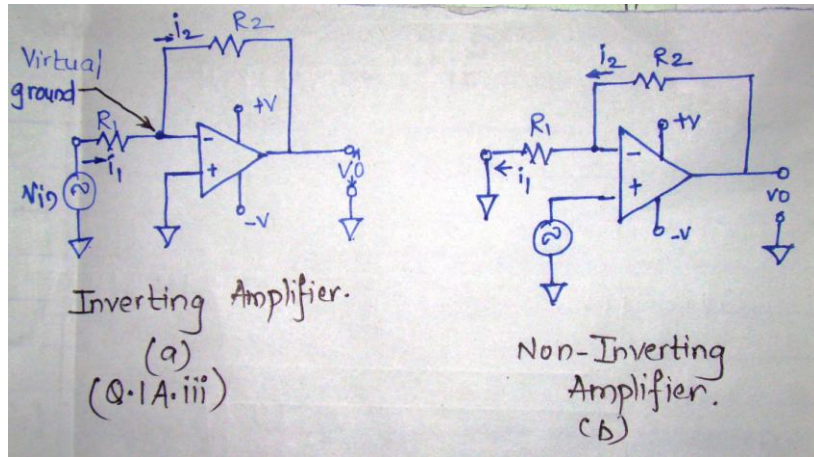 i2
R2
Virtual
ground
R1
+V
-
i1
+
Vin
Vo
-V
Inverting Amplifier.
(a)
(Q.1A.iii)
i2
R2
R1
+V
-
i1
+
vo
-V
Non-Inverting
Amplifier.
(b)